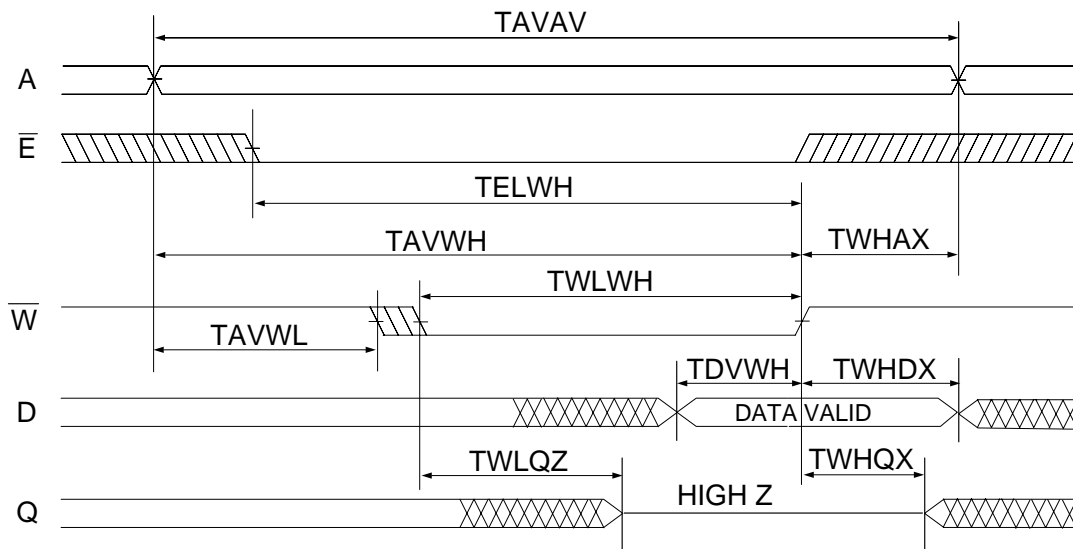 TAVAV
A
E̅
TELWH
TAVWH
TWHAX
TWLWH
W̅
TAVWL
TDVWH
TWHDX
D
DATA VALID
TWLQZ
TWHQX
Q
HIGH Z